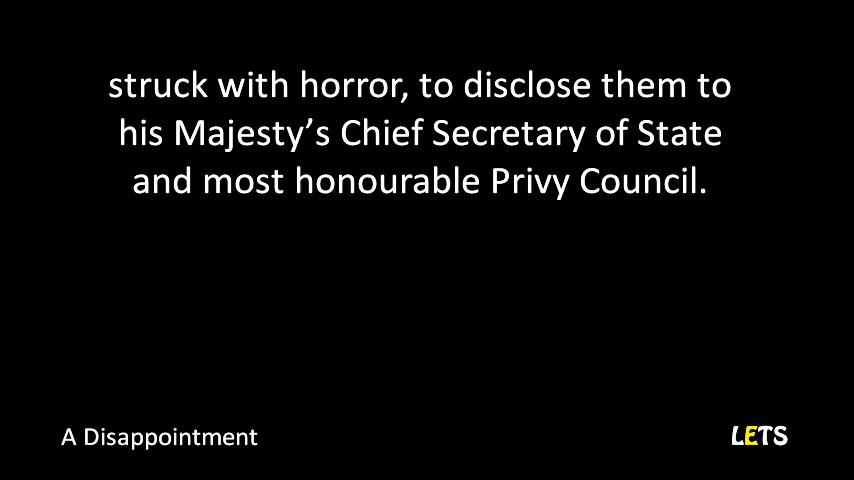 struck with horror, to disclose them to
his Majesty’s Chief Secretary of State
and most honourable Privy Council.
A Disappointment
LETS